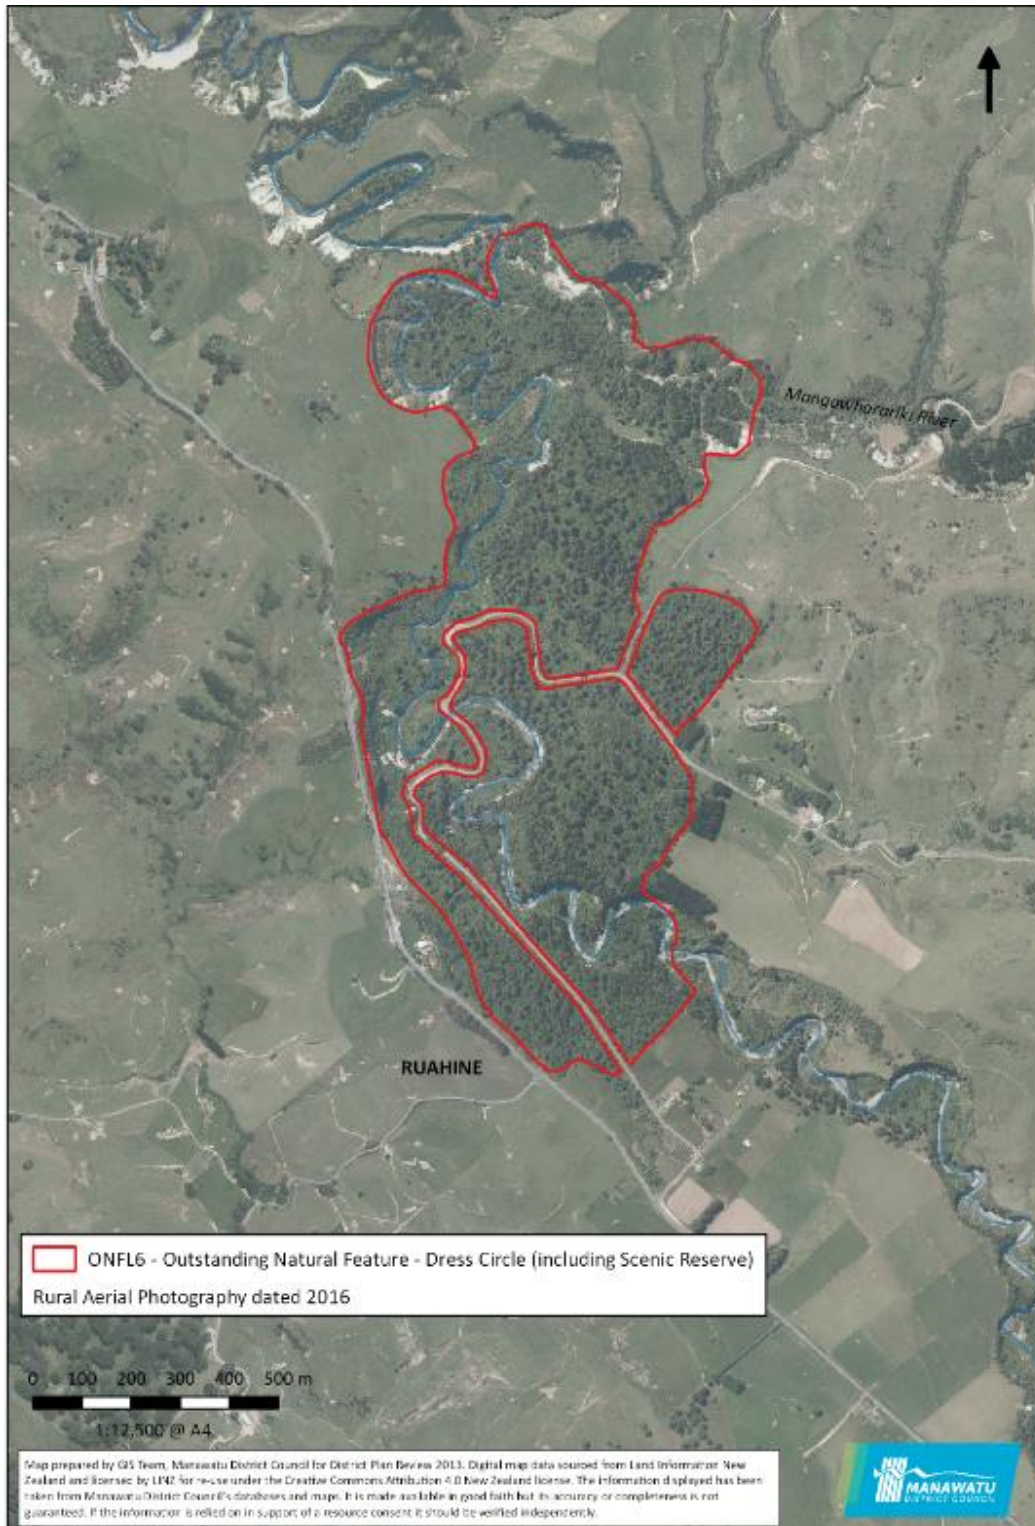 Mangawharariki River
RUAHINE
ONFL6 - Outstanding Natural Feature - Dress Circle (including Scenic Reserve)
Rural Aerial Photography dated 2016
0 100 200 300 400 500 m
1:12,500 @ A4
Map prepared by GIS Team, Manawatu District Council for District Plan Review 2013. Digital map data sourced from Land Information New
Zealand and licensed by LINZ for re-use under the Creative Commons Attribution 4.0 New Zealand license. The information displayed has been
taken from Manawatu District Council's databases and maps. It is made available in good faith but its accuracy or completeness is not
guaranteed. If the information is relied on in support of a resource consent it should be verified independently.
MANAWATU
DISTRICT COUNCIL